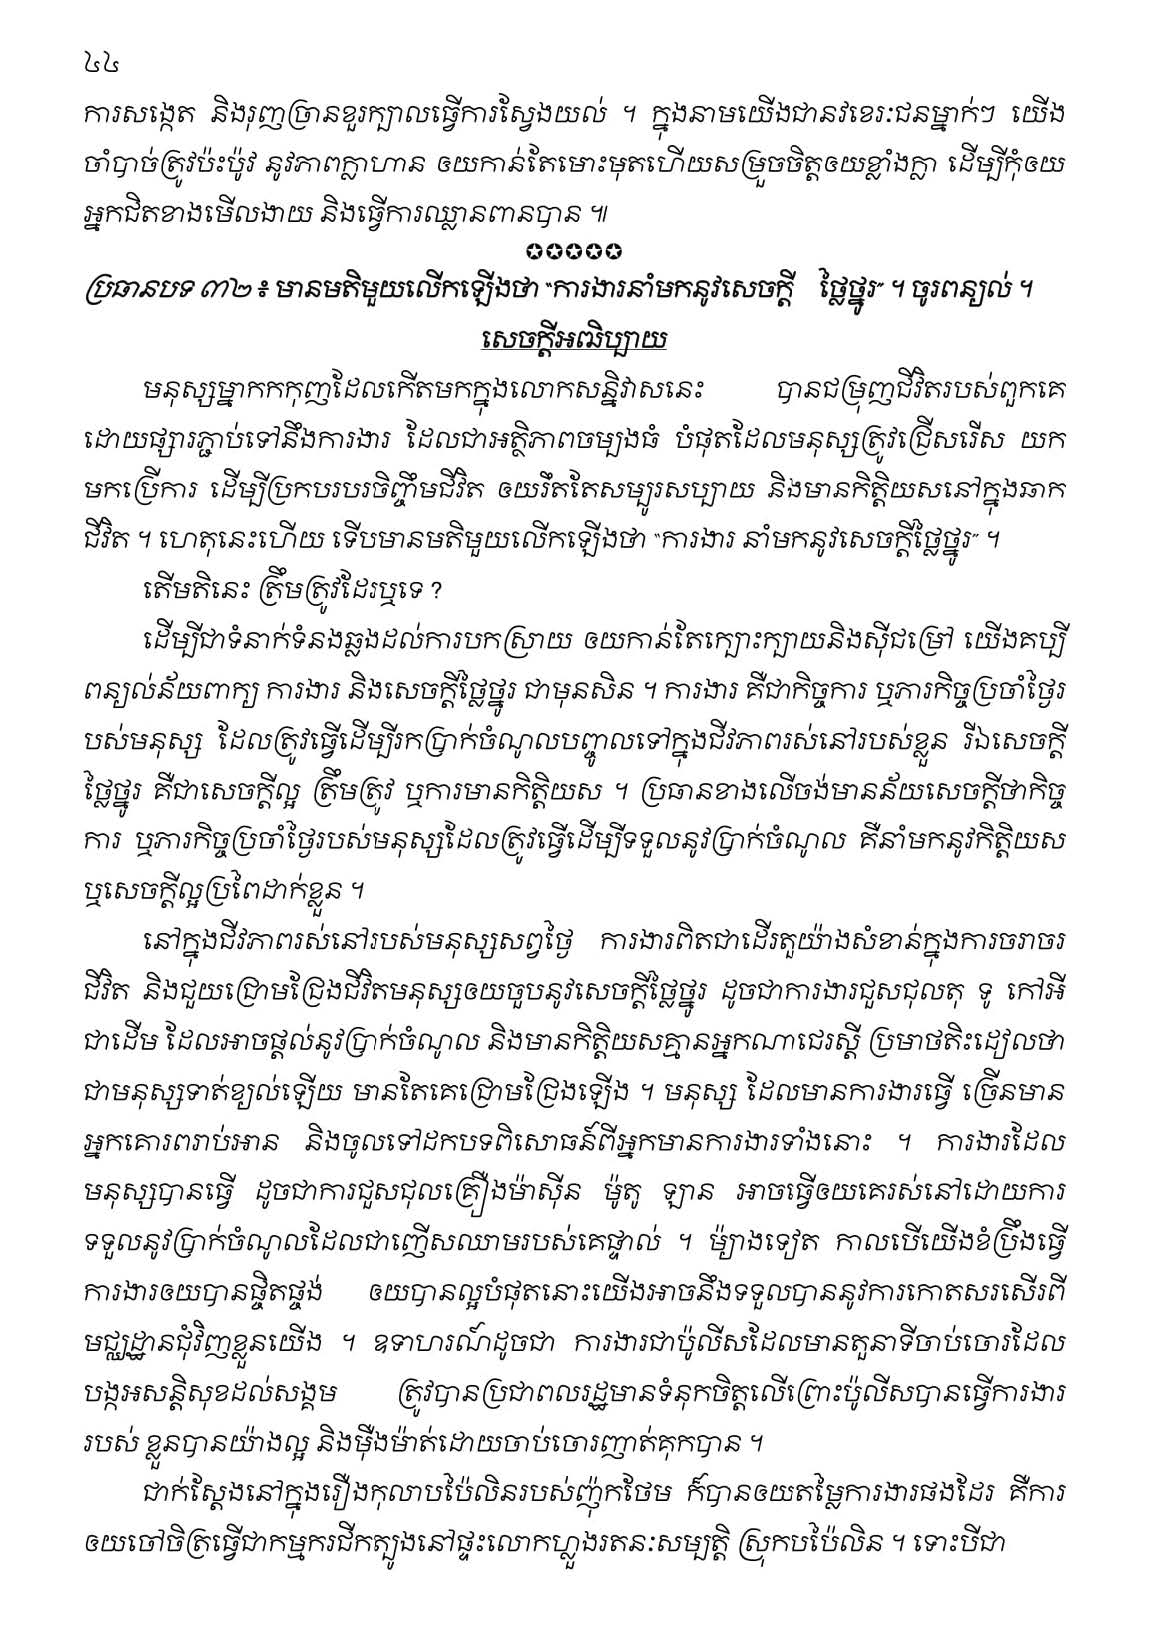 ៤៤
ការសង្កេត និងរុញច្រានខួរក្បាលធ្វើការស្វែងយល់ ។ ក្នុងនាមយើងជានវខេរៈជនម្នាក់ៗ យើង
ចាំបាច់ត្រូវប៉ះប៉ូវ នូវភាពក្លាហាន ឲយកាន់តែមោះមុតហើយសម្រួចចិត្តឲយខ្លាំងក្លា ដើម្បីកុំឲយ
អ្នកជិតខាងមើលងាយ និងធ្វើការឈ្លានពានបាន ៕
✪✪✪✪✪
ប្រធានបទ ៣២ ៖ មានមតិមួយលើកឡើងថា “ការងារនាំមកនូវសេចក្តី ថ្លៃថ្នូរ” ។ ចូរពន្យល់ ។
សេចក្តីអធិប្បាយ
មនុស្សម្នាកកកុញដែលកើតមកក្នុងលោកសន្និវាសនេះ បានជម្រុញជីវិតរបស់ពួកគេ
ដោយផ្សារភ្ជាប់ទៅនឹងការងារ ដែលជាអត្ថិភាពចម្បងធំ បំផុតដែលមនុស្សត្រូវជ្រើសរើស យក
មកប្រើការ ដើម្បីប្រកបរបរចិញ្ចឹមជីវិត ឲយរឹតតែសម្បូរសប្បាយ និងមានកិត្តិយសនៅក្នុងឆាក
ជីវិត ។ ហេតុនេះហើយ ទើបមានមតិមួយលើកឡើងថា “ការងារ នាំមកនូវសេចក្តីថ្លៃថ្នូរ” ។
តើមតិនេះ ត្រឹមត្រូវដែរឬទេ ?
ដើម្បីជាទំនាក់ទំនងឆ្លងដល់ការបកស្រាយ ឲយកាន់តែក្បោះក្បាយនិងស៊ីជម្រៅ យើងគប្បី
ពន្យល់ន័យពាក្យ ការងារ និងសេចក្តីថ្លៃថ្នូរ ជាមុនសិន ។ ការងារ គឺជាកិច្ចការ ឬភារកិច្ចប្រចាំថ្ងៃរ
របស់មនុស្ស ដែលត្រូវធ្វើដើម្បីរកប្រាក់ចំណូលបញ្ចូលទៅក្នុងជីវភាពរស់នៅរបស់ខ្លួន រីឯសេចក្តី
ថ្លៃថ្នូរ គឺជាសេចក្តីល្អ ត្រឹមត្រូវ ឬការមានកិត្តិយស ។ ប្រធានខាងលើចង់មានន័យសេចក្តីថាកិច្ច
ការ ឬភារកិច្ចប្រចាំថ្ងៃរបស់មនុស្សដែលត្រូវធ្វើដើម្បីទទួលនូវប្រាក់ចំណូល គឺនាំមកនូវកិត្តិយស
ឬសេចក្តីល្អប្រពៃដាក់ខ្លួន ។
នៅក្នុងជីវភាពរស់នៅរបស់មនុស្សសព្វថ្ងៃ ការងារពិតជាដើរតួយ៉ាងសំខាន់ក្នុងការចរាចរ
ជីវិត និងជួយជ្រោមជ្រែងជីវិតមនុស្សឲយចួបនូវសេចក្តីថ្លៃថ្នូរ ដូចជាការងារជួសជុលតុ ទូ កៅអី
ជាដើម ដែលអាចផ្តល់នូវប្រាក់ចំណូល និងមានកិត្តិយសគ្មានអ្នកណាជេរស្តី ប្រមាថតិះដៀលថា
ជាមនុស្សទាត់ខ្យល់ឡើយ មានតែគេជ្រោមជ្រែងឡើង ។ មនុស្ស ដែលមានការងារធ្វើ ច្រើនមាន
អ្នកគោរពរាប់អាន និងចូលទៅដកបទពិសោធន៍ពីអ្នកមានការងារទាំងនោះ ។ ការងារដែល
មនុស្សបានធ្វើ ដូចជាការជួសជុលគ្រឿងម៉ាស៊ីន ម៉ូតូ ឡាន អាចធ្វើឲយគេរស់នៅដោយការ
ទទួលនូវប្រាក់ចំណូលដែលជាញើសឈាមរបស់គេផ្ទាល់ ។ ម៉្យាងទៀត កាលបើយើងខំប្រឹងធ្វើ
ការងារឲយបានផ្ចិតផ្ចង់ ឲយបានល្អបំផុតនោះយើងអាចនឹងទទួលបាននូវការកោតសរសើរពី
មជ្ឈដ្ឋានជុំវិញខ្លួនយើង ។ ឧទាហរណ៍ដូចជា ការងារជាប៉ូលីសដែលមានតួនាទីចាប់ចោរដែល
បង្កអសន្តិសុខដល់សង្គម ត្រូវបានប្រជាពលរដ្ឋមានទំនុកចិត្តលើព្រោះប៉ូលីសបានធ្វើការងារ
របស់ ខ្លួនបានយ៉ាងល្អ និងម៉ឺងម៉ាត់ដោយចាប់ចោរញាត់គុកបាន ។
ជាក់ស្តែងនៅក្នុងរឿងកុលាបប៉ៃលិនរបស់ញ៉ុកថែម ក៏បានឲយតម្លៃការងារផងដែរ គឺការ
ឲយចៅចិត្រធ្វើជាកម្មករជីកត្បូងនៅផ្ទះលោកហ្លួងរតនៈសម្បត្តិ ស្រុកបប៉ៃលិន ។ ទោះបីជា